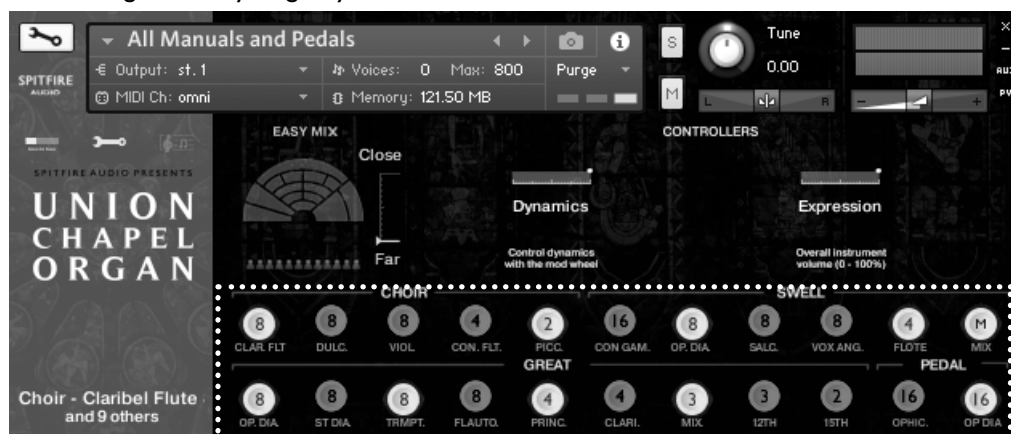 All Manuals and Pedals
S
Tune
0.00
Output: st.1
Voices: 0 Max: 800
Purge
MIDI Ch: omni
Memory: 121.50 MB
M
L
R
AUX
PV
SPITFIRE
AUDIO
SPITFIRE AUDIO PRESENTS
UNION
CHAPEL
ORGAN
Choir - Claribel Flute
and 9 others
EASY MIX
Close
Far
CONTROLLERS
Dynamics
Control dynamics
with the mod wheel
Expression
Overall instrument
volume (0 - 100%)
CHOIR SWELL
8 8 8 4 2 16 8 8 8 4 M
CLAR. FLT DULC. VIOL CON. FLT. PICC. CON GAM. OP. DIA. SALC. VOX ANG. FLOTE MIX
GREAT PEDAL
8 8 8 8 4 4 3 3 2 16 16
OP. DIA. ST DIA. TRMPT. FLAUTO. PRINC. CLARI. MIX. 12TH 15TH OPHIC. OP DIA